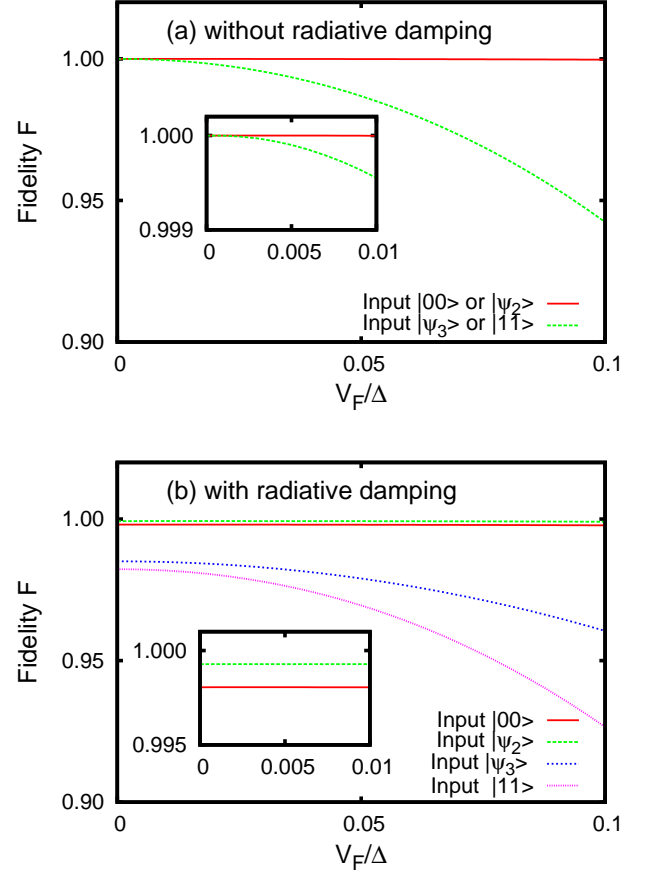 (a) without radiative damping
1.00
0.95
0.90
Fidelity F
1.000
0.999
0 0.005 0.01
Input |00> or |ψ2>
Input |ψ3> or |11>
0 0.05 0.1
V_F/Δ
(b) with radiative damping
1.00
0.95
0.90
Fidelity F
1.000
0.995
0 0.005 0.01
Input |00>
Input |ψ2>
Input |ψ3>
Input |11>
0 0.05 0.1
V_F/Δ